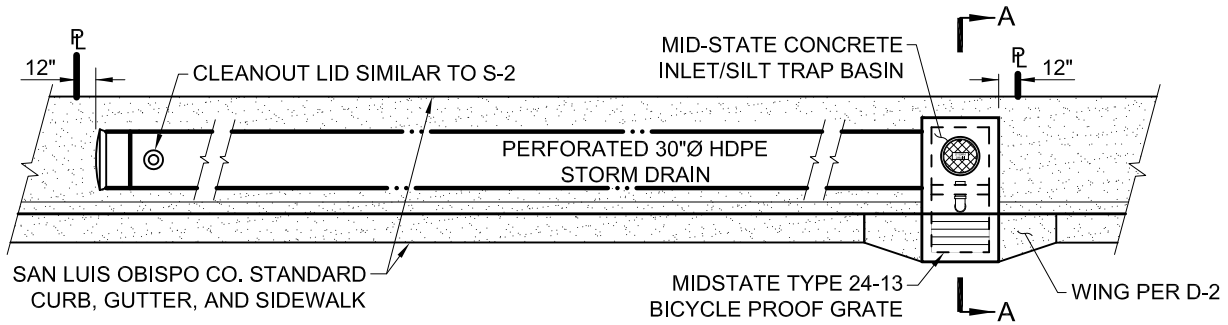 A
PL
12"
CLEANOUT LID SIMILAR TO S-2
MID-STATE CONCRETE
INLET/SILT TRAP BASIN
PL
12"
PERFORATED 30"Ø HDPE
STORM DRAIN
SAN LUIS OBISPO CO. STANDARD
CURB, GUTTER, AND SIDEWALK
MIDSTATE TYPE 24-13
BICYCLE PROOF GRATE
WING PER D-2
A